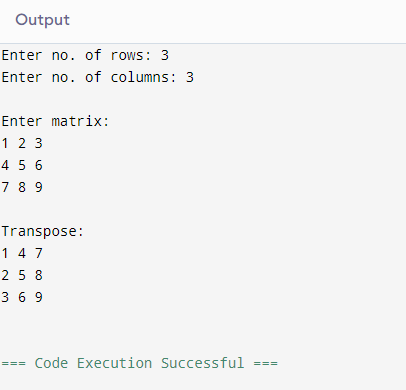 Output
Enter no. of rows: 3
Enter no. of columns: 3
Enter matrix:
1 2 3
4 5 6
7 8 9
Transpose:
1 4 7
2 5 8
3 6 9
=== Code Execution Successful ===